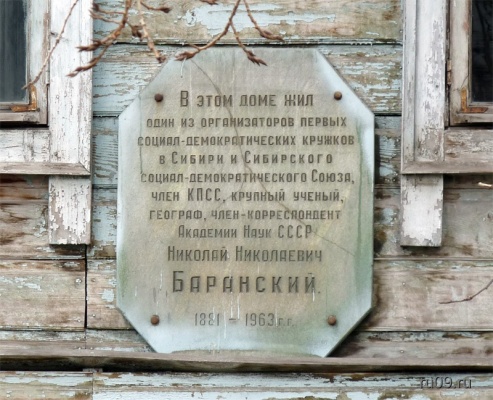 В этом доме жил
один из организаторов первых
социал-демократических кружков
в Сибири и Сибирского
социал-демократического Союза,
член КПСС, крупный ученый,
географ, член-корреспондент
Академии Наук СССР
Николай Николаевич
Баранский
1881 – 1963 г.г.
ru09.ru